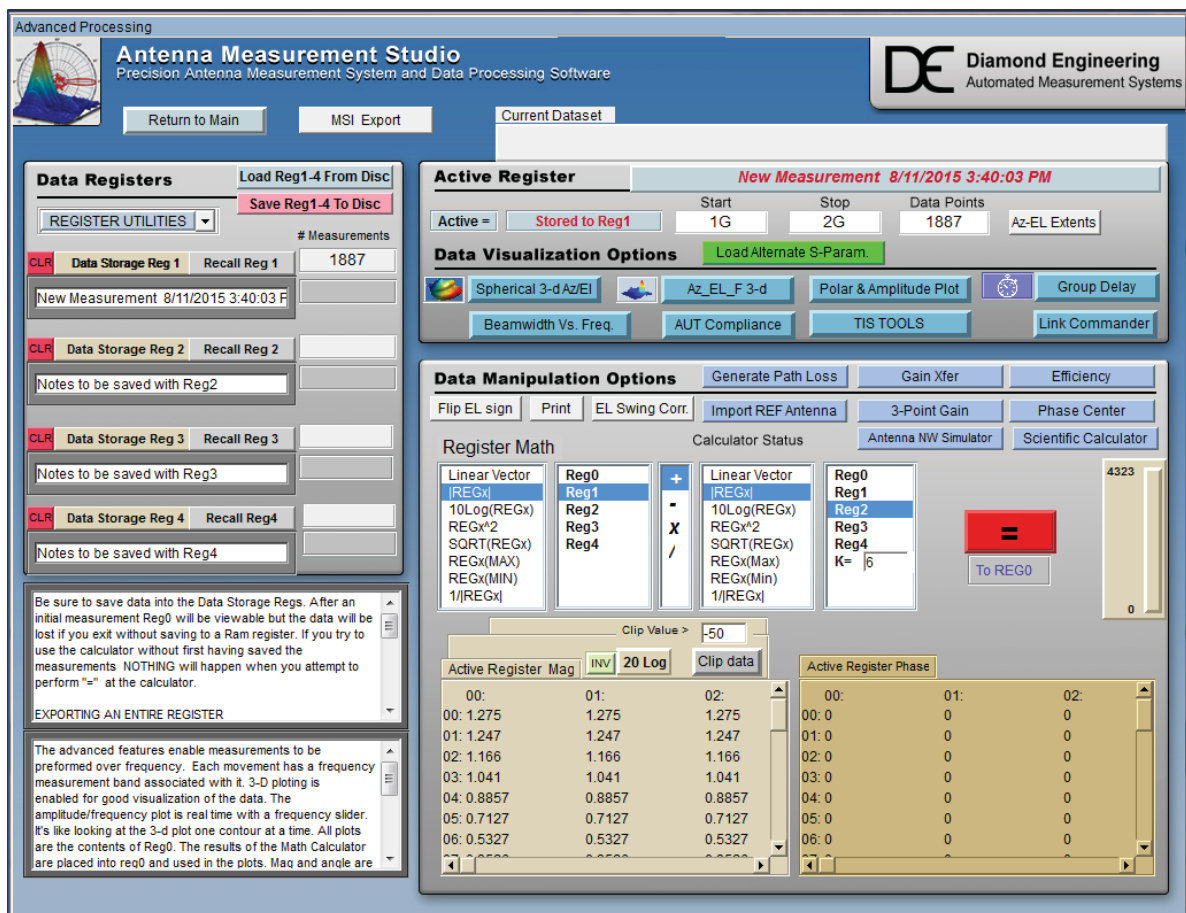 Advanced Processing
Antenna Measurement Studio
Precision Antenna Measurement System and Data Processing Software
DE
Diamond Engineering
Automated Measurement Systems
Return to Main
MSI Export
Current Dataset
Data Registers
Load Reg1-4 From Disc
Save Reg1-4 To Disc
REGISTER UTILITIES
# Measurements
CLR Data Storage Reg 1 Recall Reg 1 1887
New Measurement 8/11/2015 3:40:03 F
CLR Data Storage Reg 2 Recall Reg 2
Notes to be saved with Reg2
CLR Data Storage Reg 3 Recall Reg 3
Notes to be saved with Reg3
CLR Data Storage Reg 4 Recall Reg4
Notes to be saved with Reg4
Be sure to save data into the Data Storage Regs. After an
initial measurement Reg0 will be viewable but the data will be
lost if you exit without saving to a Ram register. If you try to
use the calculator without first having saved the
measurements NOTHING will happen when you attempt to
perform "=" at the calculator.
EXPORTING AN ENTIRE REGISTER
The advanced features enable measurements to be
preformed over frequency. Each movement has a frequency
measurement band associated with it. 3-D ploting is
enabled for good visualization of the data. The
amplitude/frequency plot is real time with a frequency slider.
It's like looking at the 3-d plot one contour at a time. All plots
are the contents of Reg0. The results of the Math Calculator
are placed into reg0 and used in the plots. Mag and angle are
Active Register
New Measurement 8/11/2015 3:40:03 PM
Start Stop Data Points
Active = Stored to Reg1 1G 2G 1887 Az-EL Extents
Data Visualization Options
Load Alternate S-Param.
Spherical 3-d Az/El Az_EL_F 3-d Polar & Amplitude Plot Group Delay
Beamwidth Vs. Freq. AUT Compliance TIS TOOLS Link Commander
Data Manipulation Options
Generate Path Loss Gain Xfer Efficiency
Flip EL sign Print EL Swing Corr. Import REF Antenna 3-Point Gain Phase Center
Register Math
Calculator Status
Antenna NW Simulator Scientific Calculator
Linear Vector
|REGx|
10Log(REGx)
REGx^2
SQRT(REGx)
REGx(MAX)
REGx(MIN)
1/|REGx|
Reg0
Reg1
Reg2
Reg3
Reg4
+
-
x
/
Linear Vector
|REGx|
10Log(REGx)
REGx^2
SQRT(REGx)
REGx(Max)
REGx(Min)
1/|REGx|
Reg0
Reg1
Reg2
Reg3
Reg4
K= 6
=
To REG0
4323
0
Clip Value > -50
Active Register Mag INV 20 Log Clip data
00: 01: 02:
00: 1.275 1.275 1.275
01: 1.247 1.247 1.247
02: 1.166 1.166 1.166
03: 1.041 1.041 1.041
04: 0.8857 0.8857 0.8857
05: 0.7127 0.7127 0.7127
06: 0.5327 0.5327 0.5327
Active Register Phase
00: 01: 02:
00: 0 0 0
01: 0 0 0
02: 0 0 0
03: 0 0 0
04: 0 0 0
05: 0 0 0
06: 0 0 0